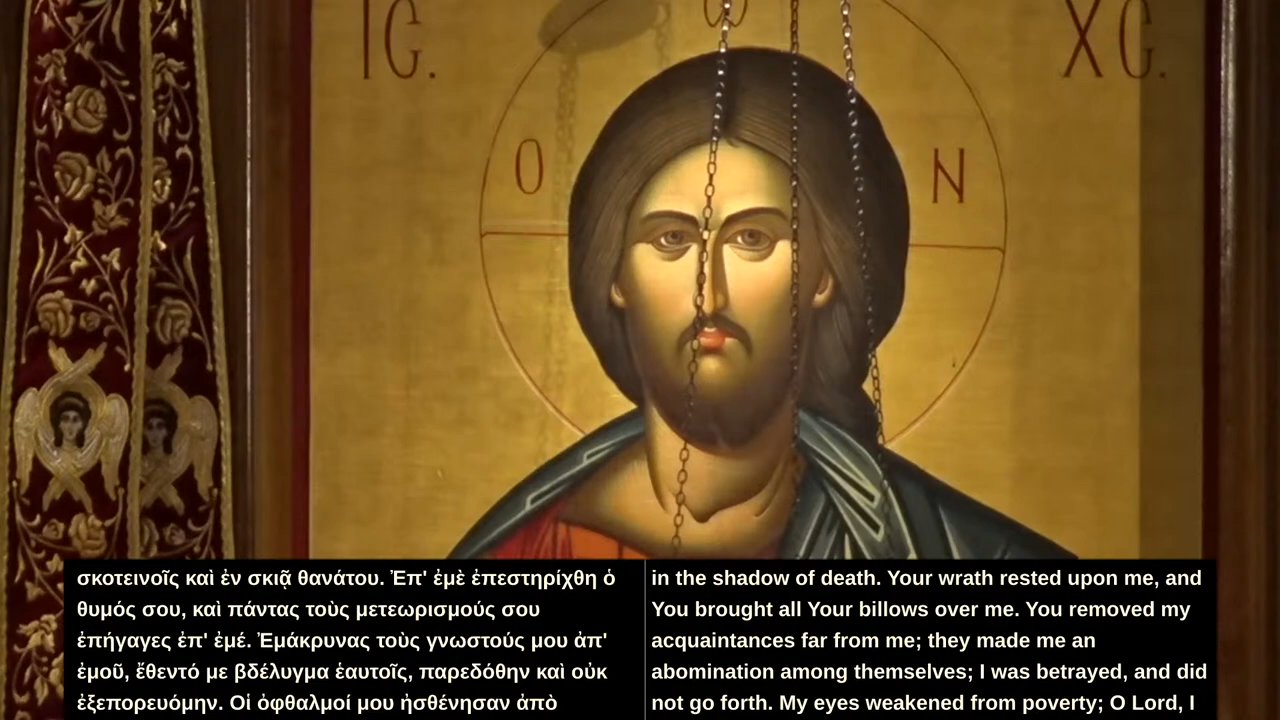 IC.
XC.
Ο
Ν
σκοτεινοῖς καὶ ἐν σκιᾷ θανάτου. Ἐπ' ἐμὲ ἐπεστηρίχθη ὁ
θυμός σου, καὶ πάντας τοὺς μετεωρισμούς σου
ἐπήγαγες ἐπ' ἐμέ. Ἐμάκρυνας τοὺς γνωστούς μου ἀπ'
ἐμοῦ, ἔθεντό με βδέλυγμα ἑαυτοῖς, παρεδόθην καὶ οὐκ
ἐξεπορευόμην. Οἱ ὀφθαλμοί μου ἠσθένησαν ἀπὸ
in the shadow of death. Your wrath rested upon me, and
You brought all Your billows over me. You removed my
acquaintances far from me; they made me an
abomination among themselves; I was betrayed, and did
not go forth. My eyes weakened from poverty; O Lord, I